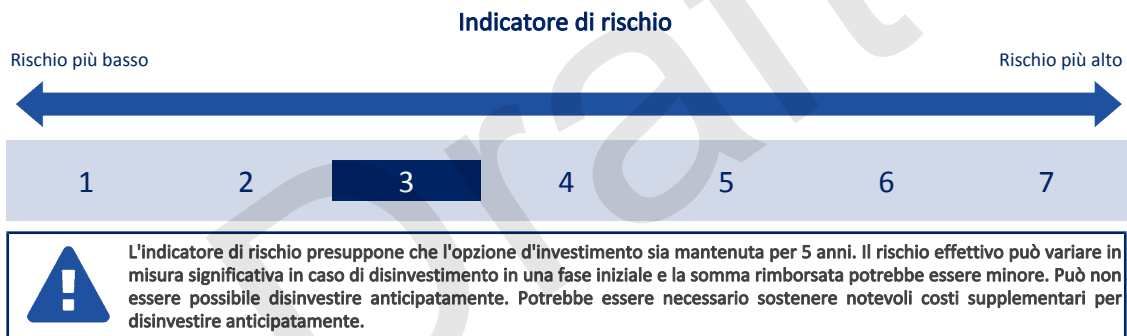 Indicatore di rischio
Rischio più basso
Rischio più alto
1 2 3 4 5 6 7
L'indicatore di rischio presuppone che l'opzione d'investimento sia mantenuta per 5 anni. Il rischio effettivo può variare in
misura significativa in caso di disinvestimento in una fase iniziale e la somma rimborsata potrebbe essere minore. Può non
essere possibile disinvestire anticipatamente. Potrebbe essere necessario sostenere notevoli costi supplementari per
disinvestire anticipatamente.
Draft